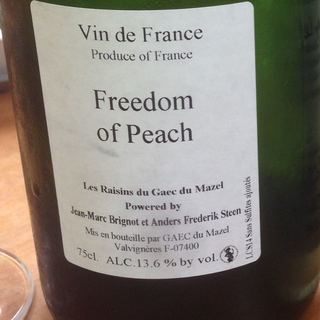 Vin de France
Produce of France
Freedom
of Peach
Les Raisins du Gaec du Mazel
Powered by
Jean-Marc Brignot et Anders Frederik Steen
Mis en bouteille par GAEC du Mazel
Valvignères F-07400
75cl. ALC.13.6 % by vol.
Sans Sulfites ajoutés